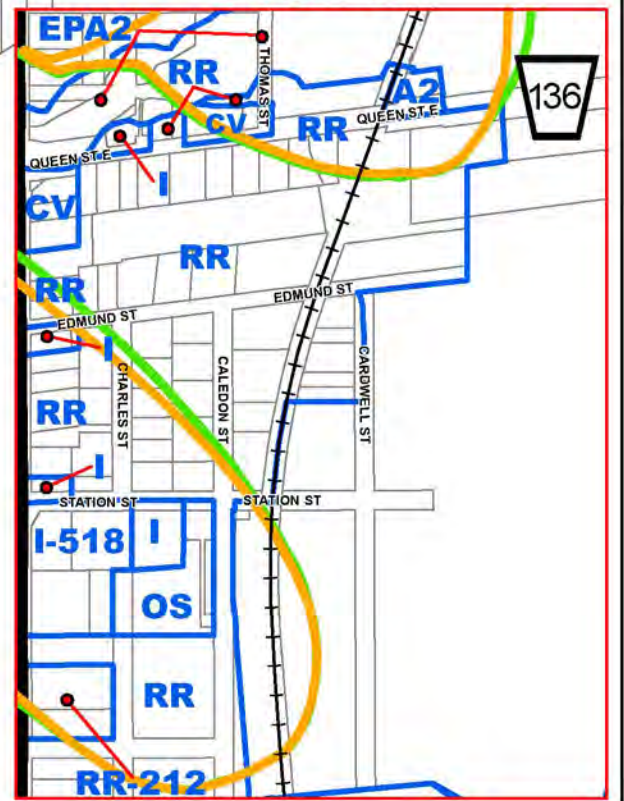 EPA2
RR
THOMAS ST
136
A2
CV
RR
QUEEN ST E
QUEEN ST E
I
CV
RR
RR
EDMUND ST
EDMUND ST
I
CHARLES ST
CALEDON ST
CARDWELL ST
RR
I
STATION ST
STATION ST
I-518
I
OS
RR
RR-212